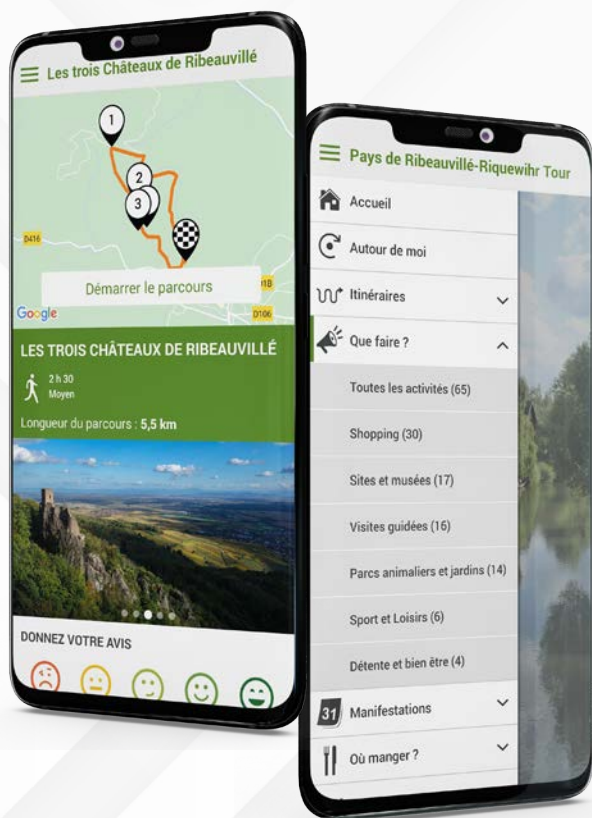 Les trois Châteaux de Ribeauvillé
1
2
3
D416
Démarrer le parcours
1B
Google
D106
LES TROIS CHÂTEAUX DE RIBEAUVILLÉ
2 h 30
Moyen
Longueur du parcours : 5,5 km
DONNEZ VOTRE AVIS
Pays de Ribeauvillé-Riquewihr Tour
Accueil
Autour de moi
Itinéraires
Que faire ?
Toutes les activités (65)
Shopping (30)
Sites et musées (17)
Visites guidées (16)
Parcs animaliers et jardins (14)
Sport et Loisirs (6)
Détente et bien être (4)
31 Manifestations
Où manger ?